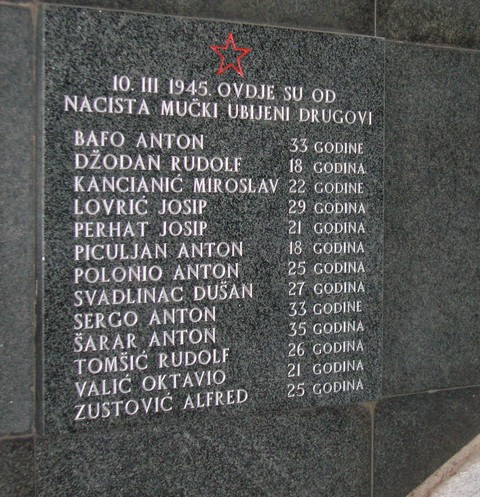 10. III 1945. OVDJE SU OD
NACISTA MUČKI UBIJENI DRUGOVI
BAFO ANTON 33 GODINE
DŽODAN RUDOLF 18 GODINA
KANCIANIĆ MIROSLAV 22 GODINE
LOVRIĆ JOSIP 29 GODINA
PERHAT JOSIP 21 GODINA
PICULJAN ANTON 18 GODINA
POLONIO ANTON 25 GODINA
SVADLINAC DUŠAN 27 GODINA
SERGO ANTON 33 GODINE
ŠARAR ANTON 35 GODINA
TOMŠIĆ RUDOLF 26 GODINA
VALIĆ OKTAVIO 21 GODINA
ZUSTOVIĆ ALFRED 25 GODINA